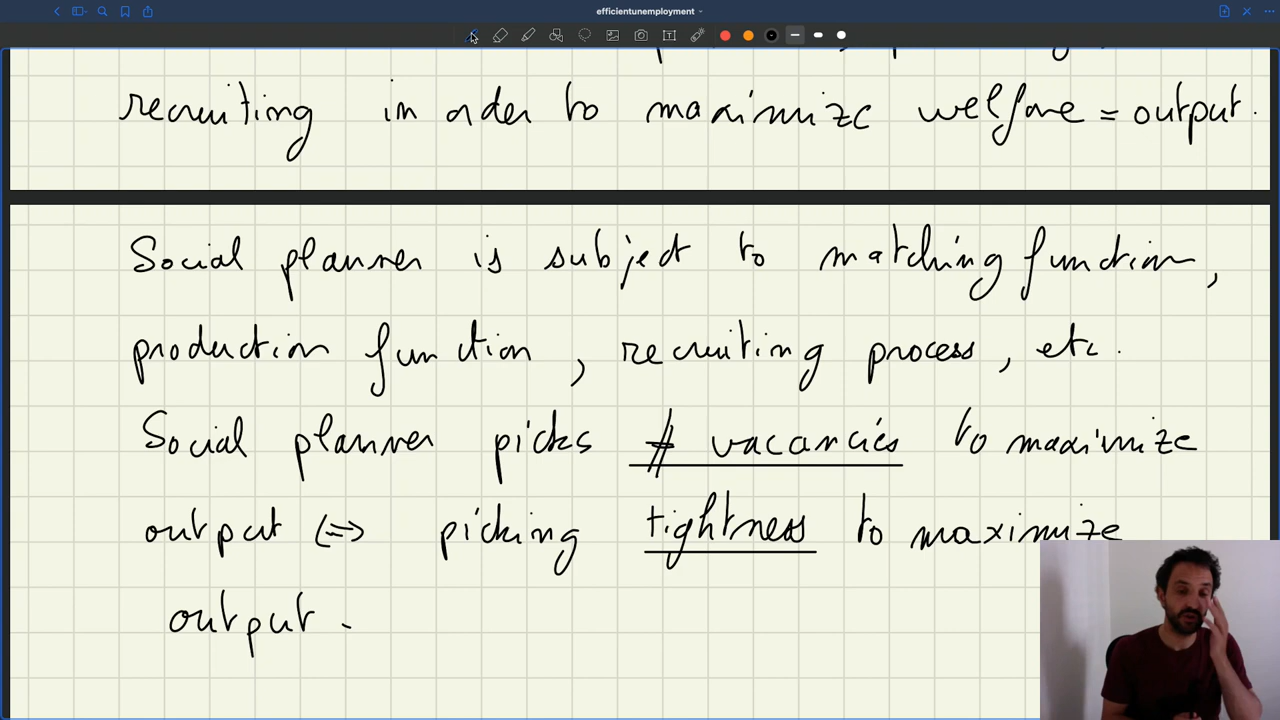 efficientunemployment
recruiting in order to maximize welfare = output.
Social planner is subject to matching function,
production function, recruiting process, etc.
Social planner picks # vacancies to maximize
output ⇔ picking tightness to maximize
output.